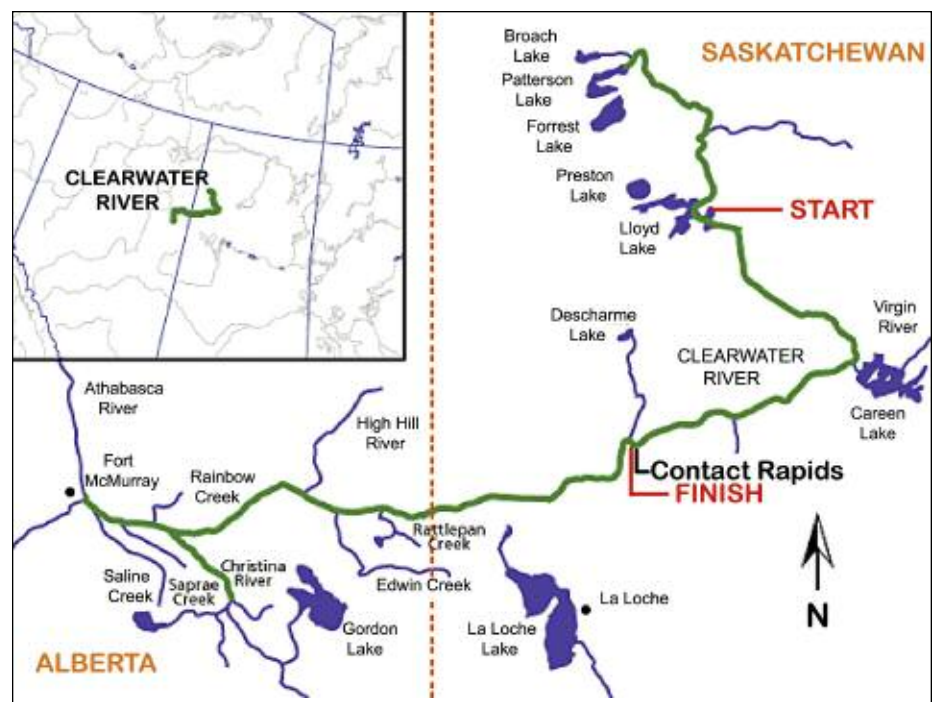 Broach
Lake
SASKATCHEWAN
Patterson
Lake
Forrest
Lake
CLEARWATER
RIVER
Preston
Lake
START
Lloyd
Lake
Descharme
Lake
Virgin
River
CLEARWATER
RIVER
Careen
Lake
Athabasca
River
High Hill
River
Fort
McMurray
Rainbow
Creek
Contact Rapids
FINISH
Rattlepan
Creek
Christina
River
Saline
Creek
Saprae
Creek
Edwin Creek
Gordon
Lake
La Loche
La Loche
Lake
N
ALBERTA